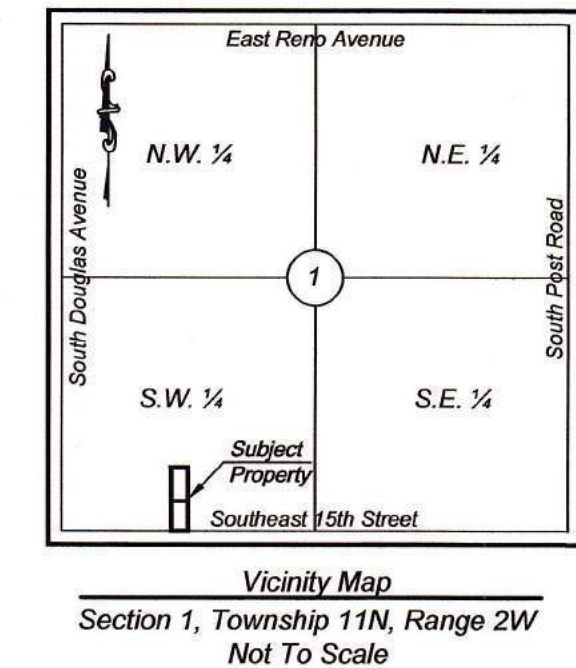 East Reno Avenue
N.W. ¼
N.E. ¼
South Douglas Avenue
South Post Road
1
S.W. ¼
S.E. ¼
Subject
Property
Southeast 15th Street
Vicinity Map
Section 1, Township 11N, Range 2W
Not To Scale